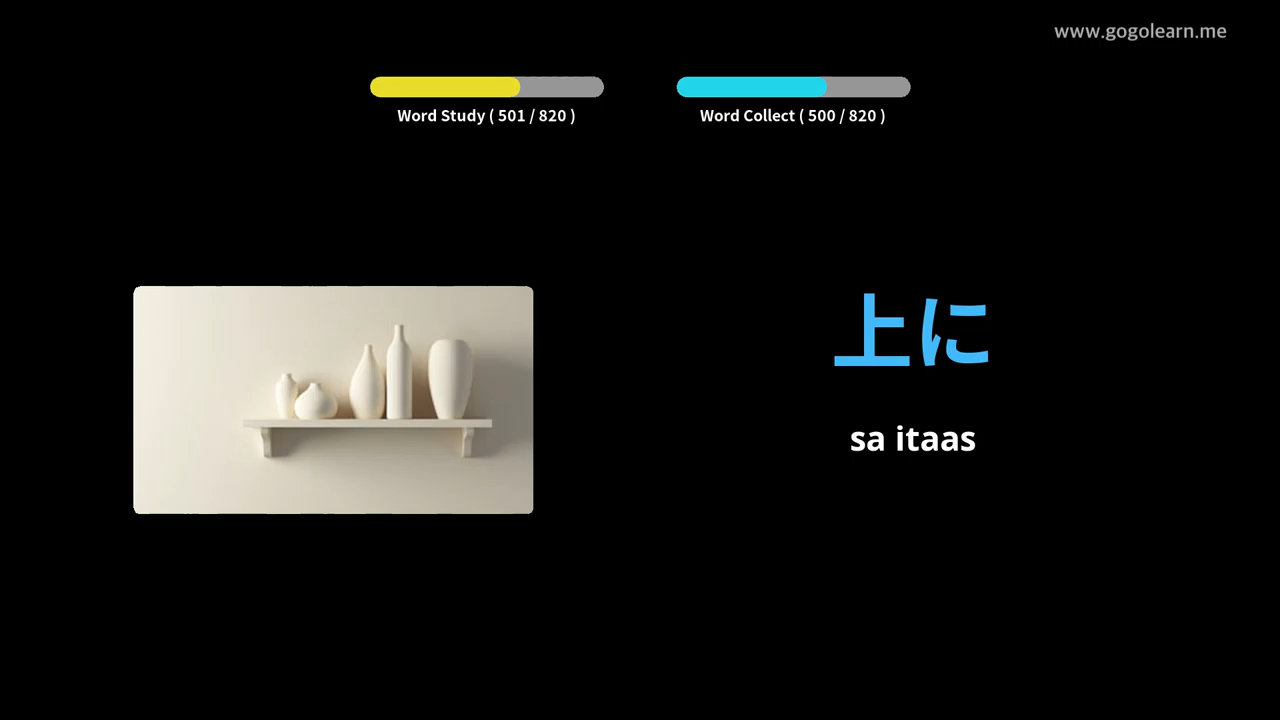 www.gogolearn.me
Word Study ( 501 / 820 )
Word Collect ( 500 / 820 )
上に
sa itaas